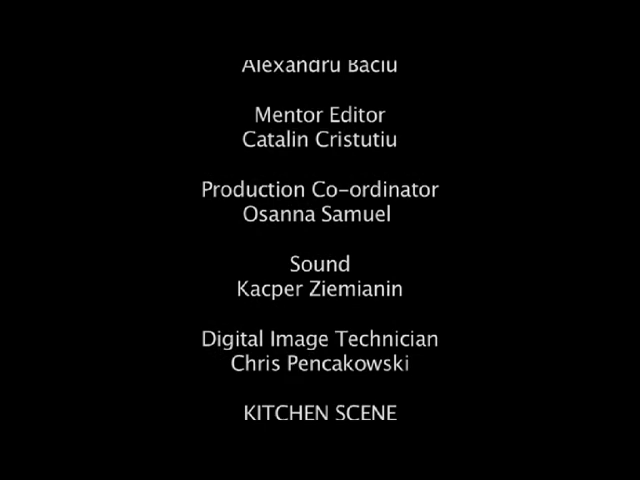 Alexandru Baciu
Mentor Editor
Catalin Cristutiu
Production Co-ordinator
Osanna Samuel
Sound
Kacper Ziemianin
Digital Image Technician
Chris Pencakowski
KITCHEN SCENE